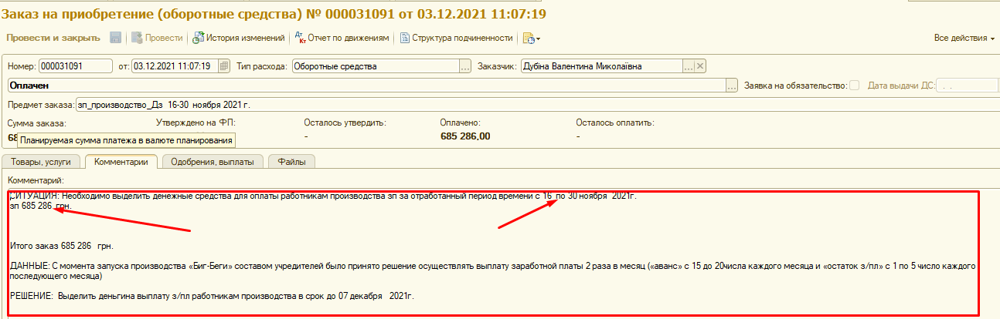 Заказ на приобретение (оборотные средства) № 000031091 от 03.12.2021 11:07:19
Провести и закрыть Провести История изменений Дт Кт Отчет по движениям Структура подчиненности Все действия
Номер: 000031091 от: 03.12.2021 11:07:19 Тип расхода: Оборотные средства ... Заказчик: Дубіна Валентина Миколаївна ... ×
Оплачен ... Заявка на обязательство: Дата выдачи ДС: . .
Предмет заказа: зп_производство_Дз 16-30 ноября 2021 г.
Сумма заказа: Утверждено на ФП: Осталось утвердить: Оплачено: Осталось оплатить:
68 - 685 286,00 -
Планируемая сумма платежа в валюте планирования
Товары, услуги Комментарии Одобрения, выплаты Файлы
Комментарий:
СИТУАЦИЯ: Необходимо выделить денежные средства для оплаты работникам производства зп за отработанный период времени с 16 по 30 ноября 2021г.
зп 685 286 грн.
Итого заказ 685 286 грн.
ДАННЫЕ: С момента запуска производства «Биг-Беги» составом учредителей было принято решение осуществлять выплату заработной платы 2 раза в месяц («аванс» с 15 до 20числа каждого месяца и «остаток з/пл» с 1 по 5 число каждого
последующего месяца)
РЕШЕНИЕ: Выделить деньгина выплату з/пл работникам производства в срок до 07 декабря 2021г.